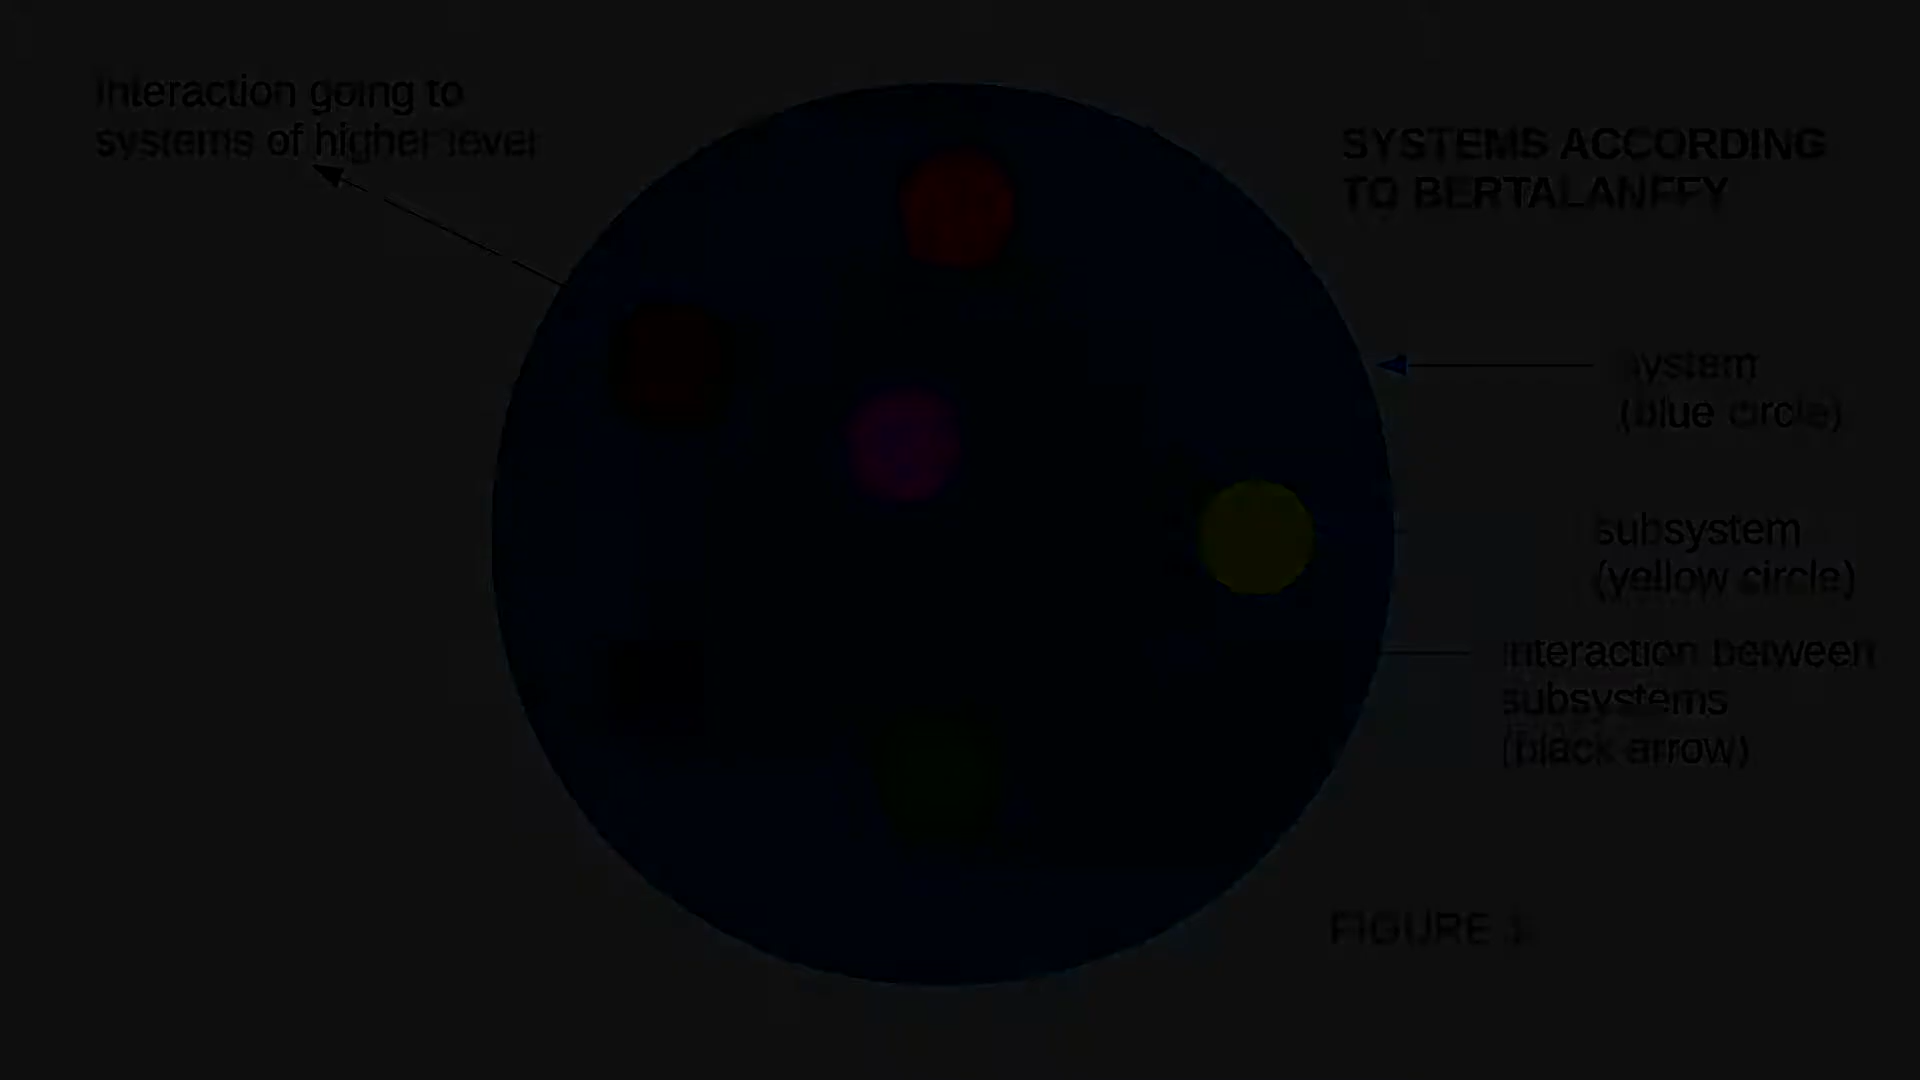 Interaction going to
systems of higher level
SYSTEMS ACCORDING
TO BERTALANFFY
system
(blue circle)
subsystem
(yellow circle)
interaction between
subsystems
(black arrow)
FIGURE